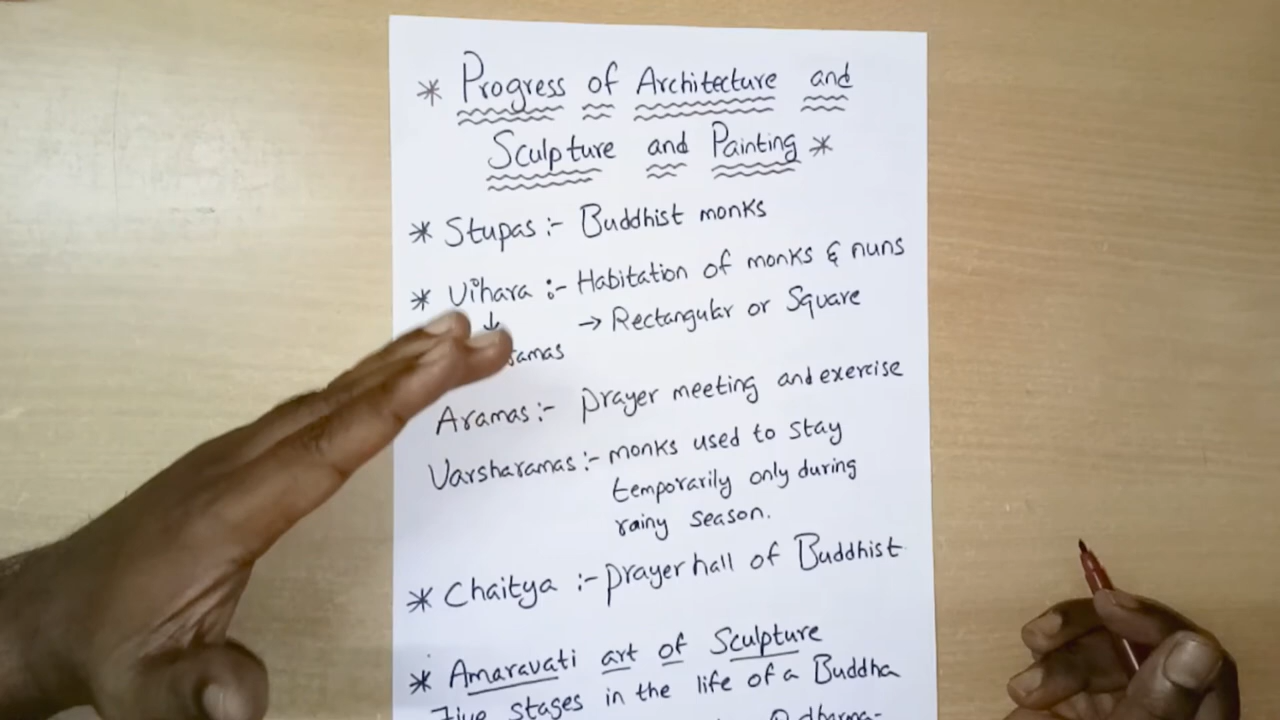 * Progress of Architecture and
Sculpture and Painting *
* Stupas :- Buddhist monks
* Vihara :- Habitation of monks & nuns
↓ → Rectangular or Square
Aramas :- prayer meeting and exercise
Varsharamas :- monks used to stay
temporarily only during
rainy season.
* Chaitya :- prayer hall of Buddhist
* Amaravati art of Sculpture
Five stages in the life of a Buddha